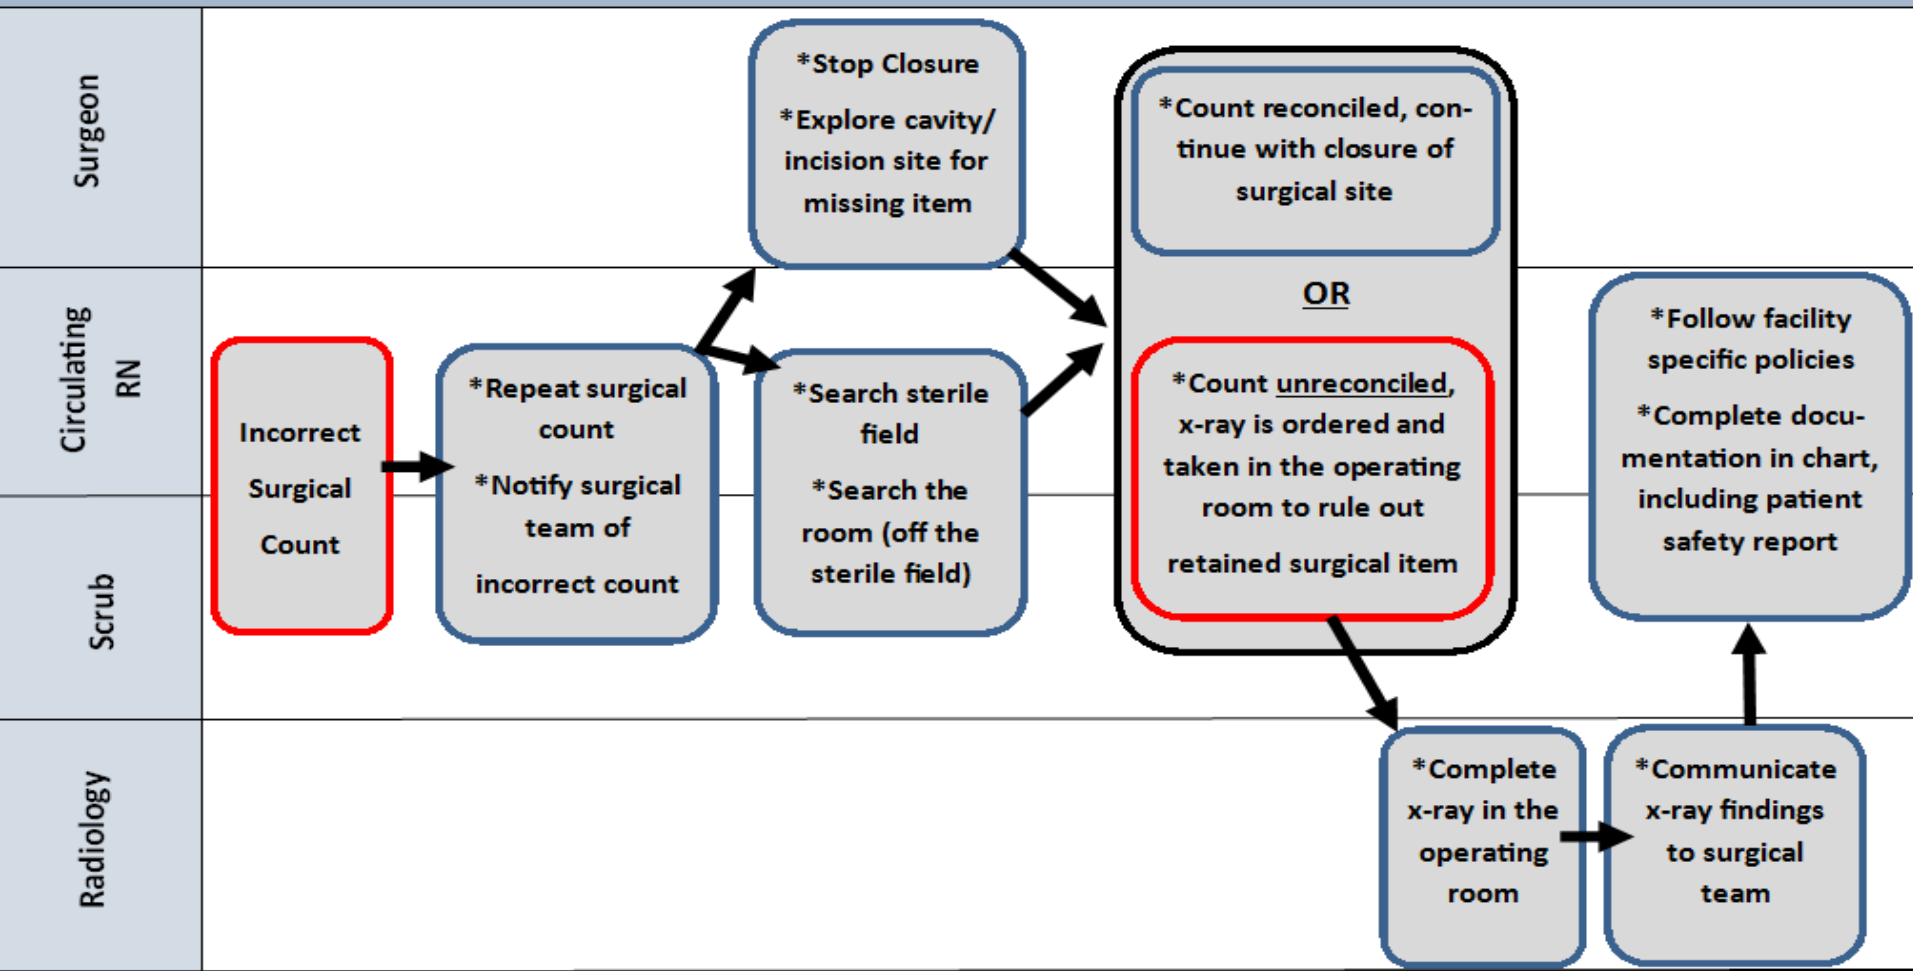 Surgeon
Circulating
RN
Scrub
Radiology
Incorrect
Surgical
Count
*Repeat surgical
count
*Notify surgical
team of
incorrect count
*Stop Closure
*Explore cavity/
incision site for
missing item
*Search sterile
field
*Search the
room (off the
sterile field)
*Count reconciled, con-
tinue with closure of
surgical site
OR
*Count unreconciled,
x-ray is ordered and
taken in the operating
room to rule out
retained surgical item
*Complete
x-ray in the
operating
room
*Communicate
x-ray findings
to surgical
team
*Follow facility
specific policies
*Complete docu-
mentation in chart,
including patient
safety report